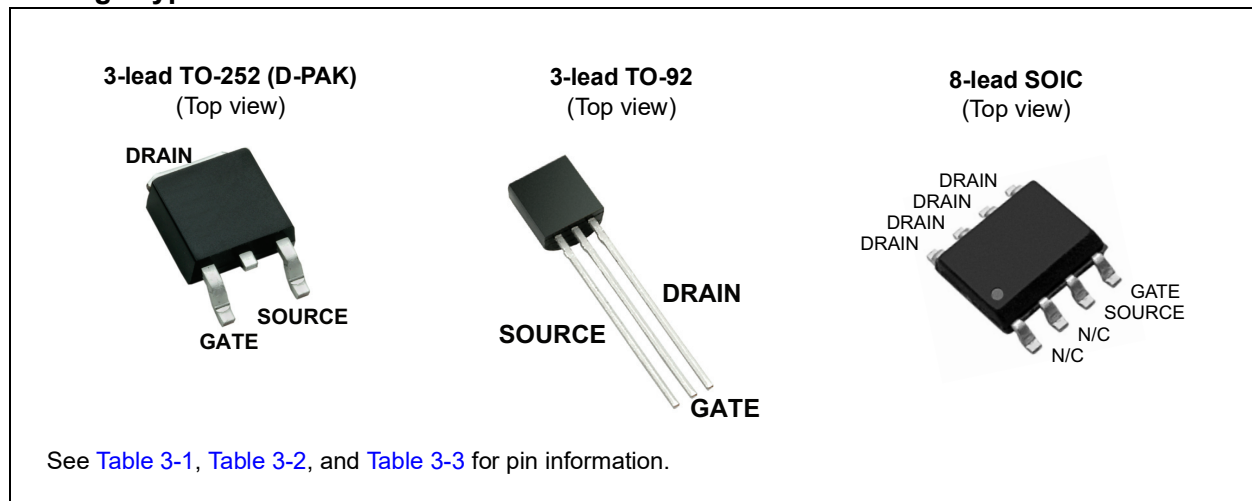 3-lead TO-252 (D-PAK)
(Top view)
DRAIN
GATE
SOURCE
3-lead TO-92
(Top view)
SOURCE
DRAIN
GATE
8-lead SOIC
(Top view)
DRAIN
DRAIN
DRAIN
DRAIN
GATE
SOURCE
N/C
N/C
See Table 3-1, Table 3-2, and Table 3-3 for pin information.